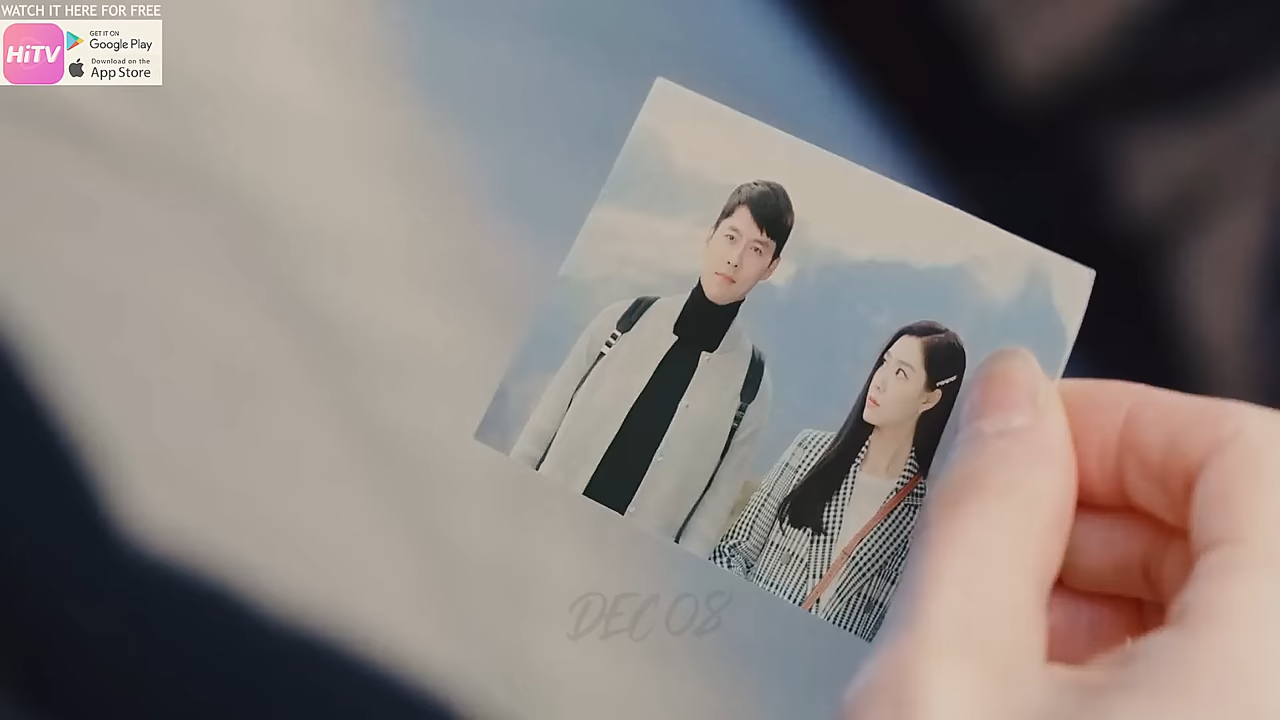 WATCH IT HERE FOR FREE
HiTV
GET IT ON
Google Play
Download on the
App Store
DEC 08